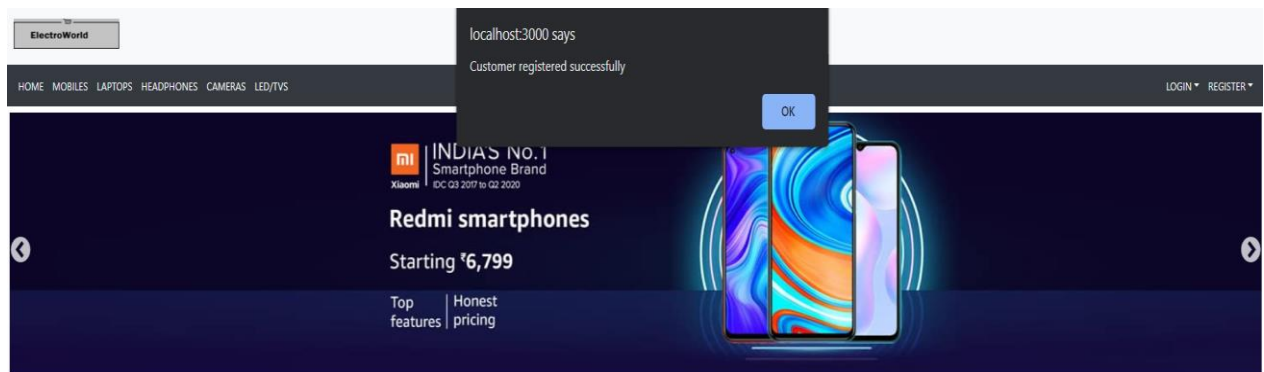 ElectroWorld
localhost:3000 says
Customer registered successfully
OK
HOME MOBILES LAPTOPS HEADPHONES CAMERAS LED/TVS
LOGIN REGISTER
mi
Xiaomi
INDIA'S No.1
Smartphone Brand
IDC Q3 2017 to Q2 2020
Redmi smartphones
Starting ₹6,799
Top features
Honest pricing